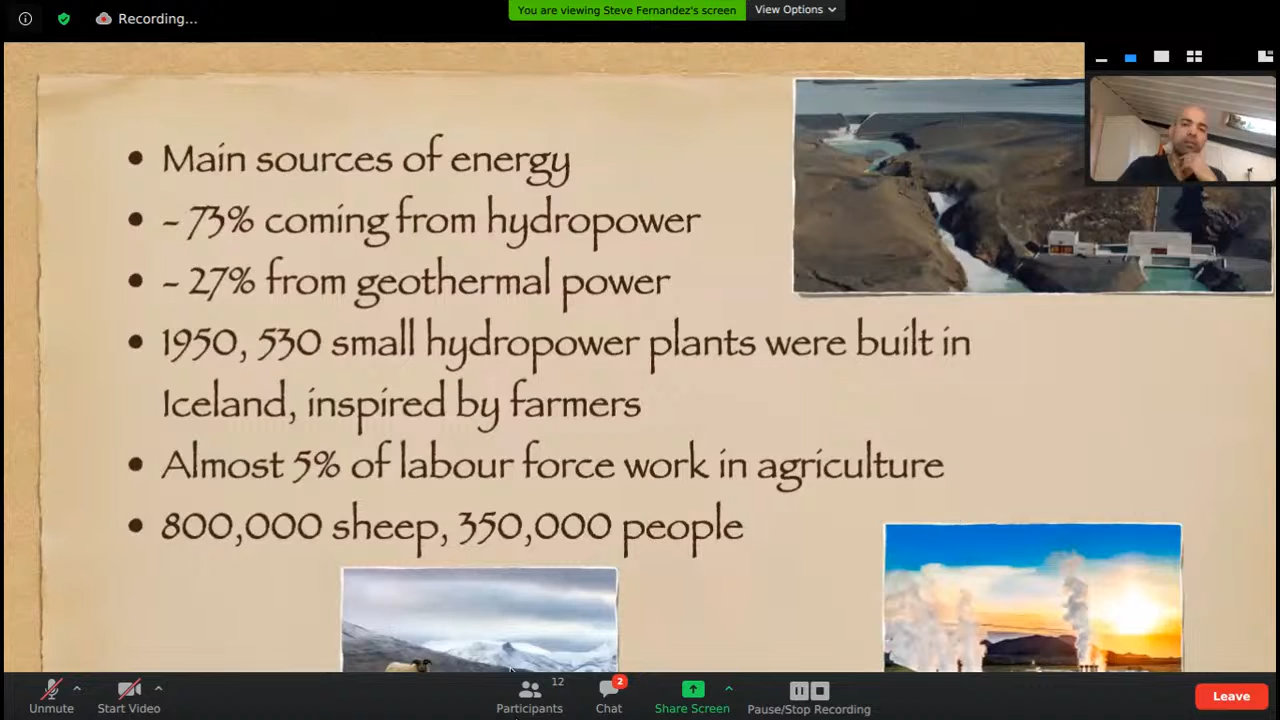 Recording...
You are viewing Steve Fernandez's screen
View Options
• Main sources of energy
• - 73% coming from hydropower
• - 27% from geothermal power
• 1950, 530 small hydropower plants were built in
Iceland, inspired by farmers
• Almost 5% of labour force work in agriculture
• 800,000 sheep, 350,000 people
Unmute
Start Video
12
Participants
2
Chat
Share Screen
Pause/Stop Recording
Leave